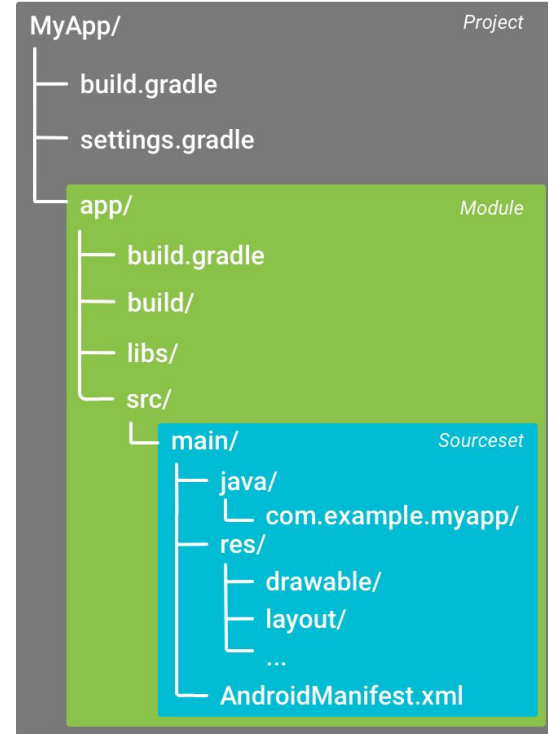 MyApp/ Project
build.gradle
settings.gradle
app/ Module
build.gradle
build/
libs/
src/
main/ Sourceset
java/
com.example.myapp/
res/
drawable/
layout/
...
AndroidManifest.xml